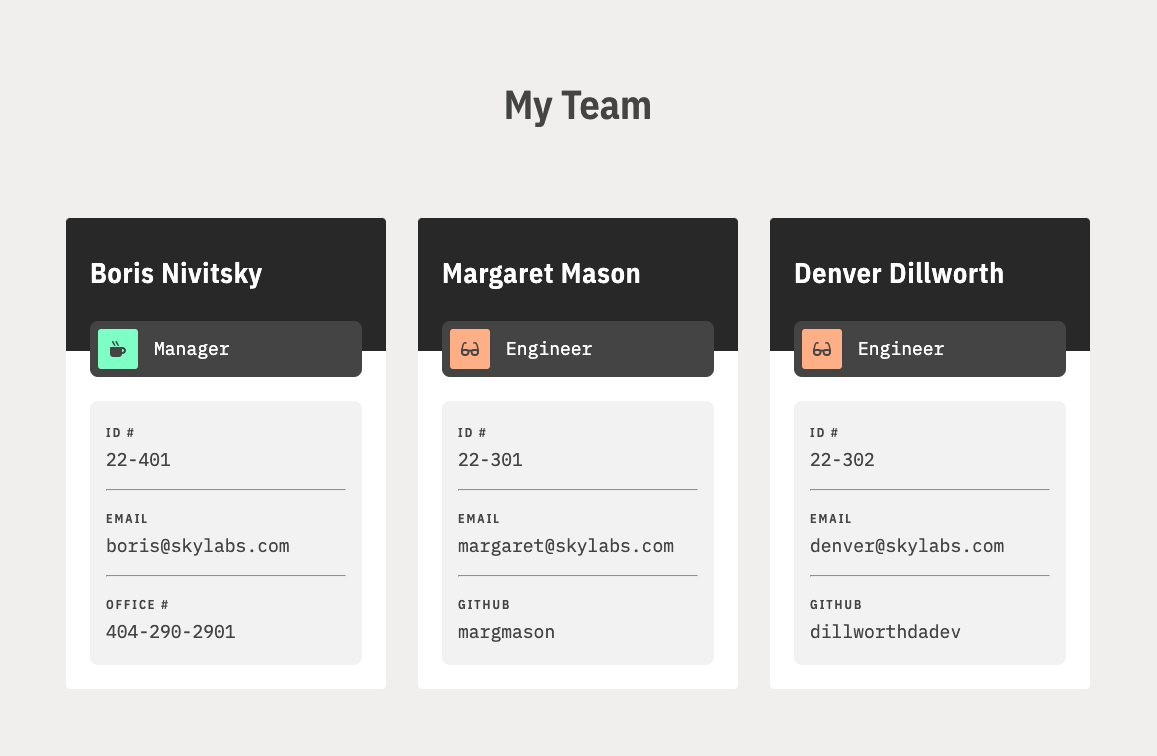 My Team
Boris Nivitsky
Manager
ID #
22-401
EMAIL
boris@skylabs.com
OFFICE #
404-290-2901
Margaret Mason
Engineer
ID #
22-301
EMAIL
margaret@skylabs.com
GITHUB
margmason
Denver Dillworth
Engineer
ID #
22-302
EMAIL
denver@skylabs.com
GITHUB
dillworthdadev